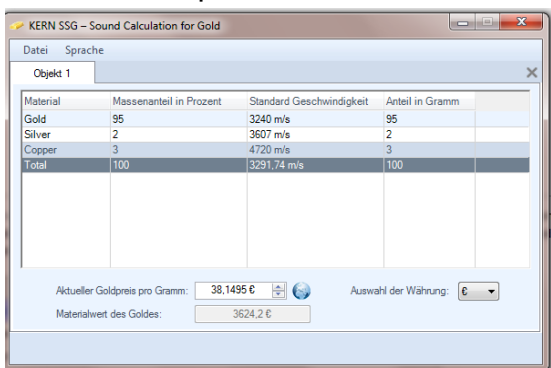 KERN SSG – Sound Calculation for Gold
Datei Sprache
Objekt 1
Material Massenanteil in Prozent Standard Geschwindigkeit Anteil in Gramm
Gold 95 3240 m/s 95
Silver 2 3607 m/s 2
Copper 3 4720 m/s 3
Total 100 3291,74 m/s 100
Aktueller Goldpreis pro Gramm: 38,1495 € Auswahl der Währung: €
Materialwert des Goldes: 3624,2 €